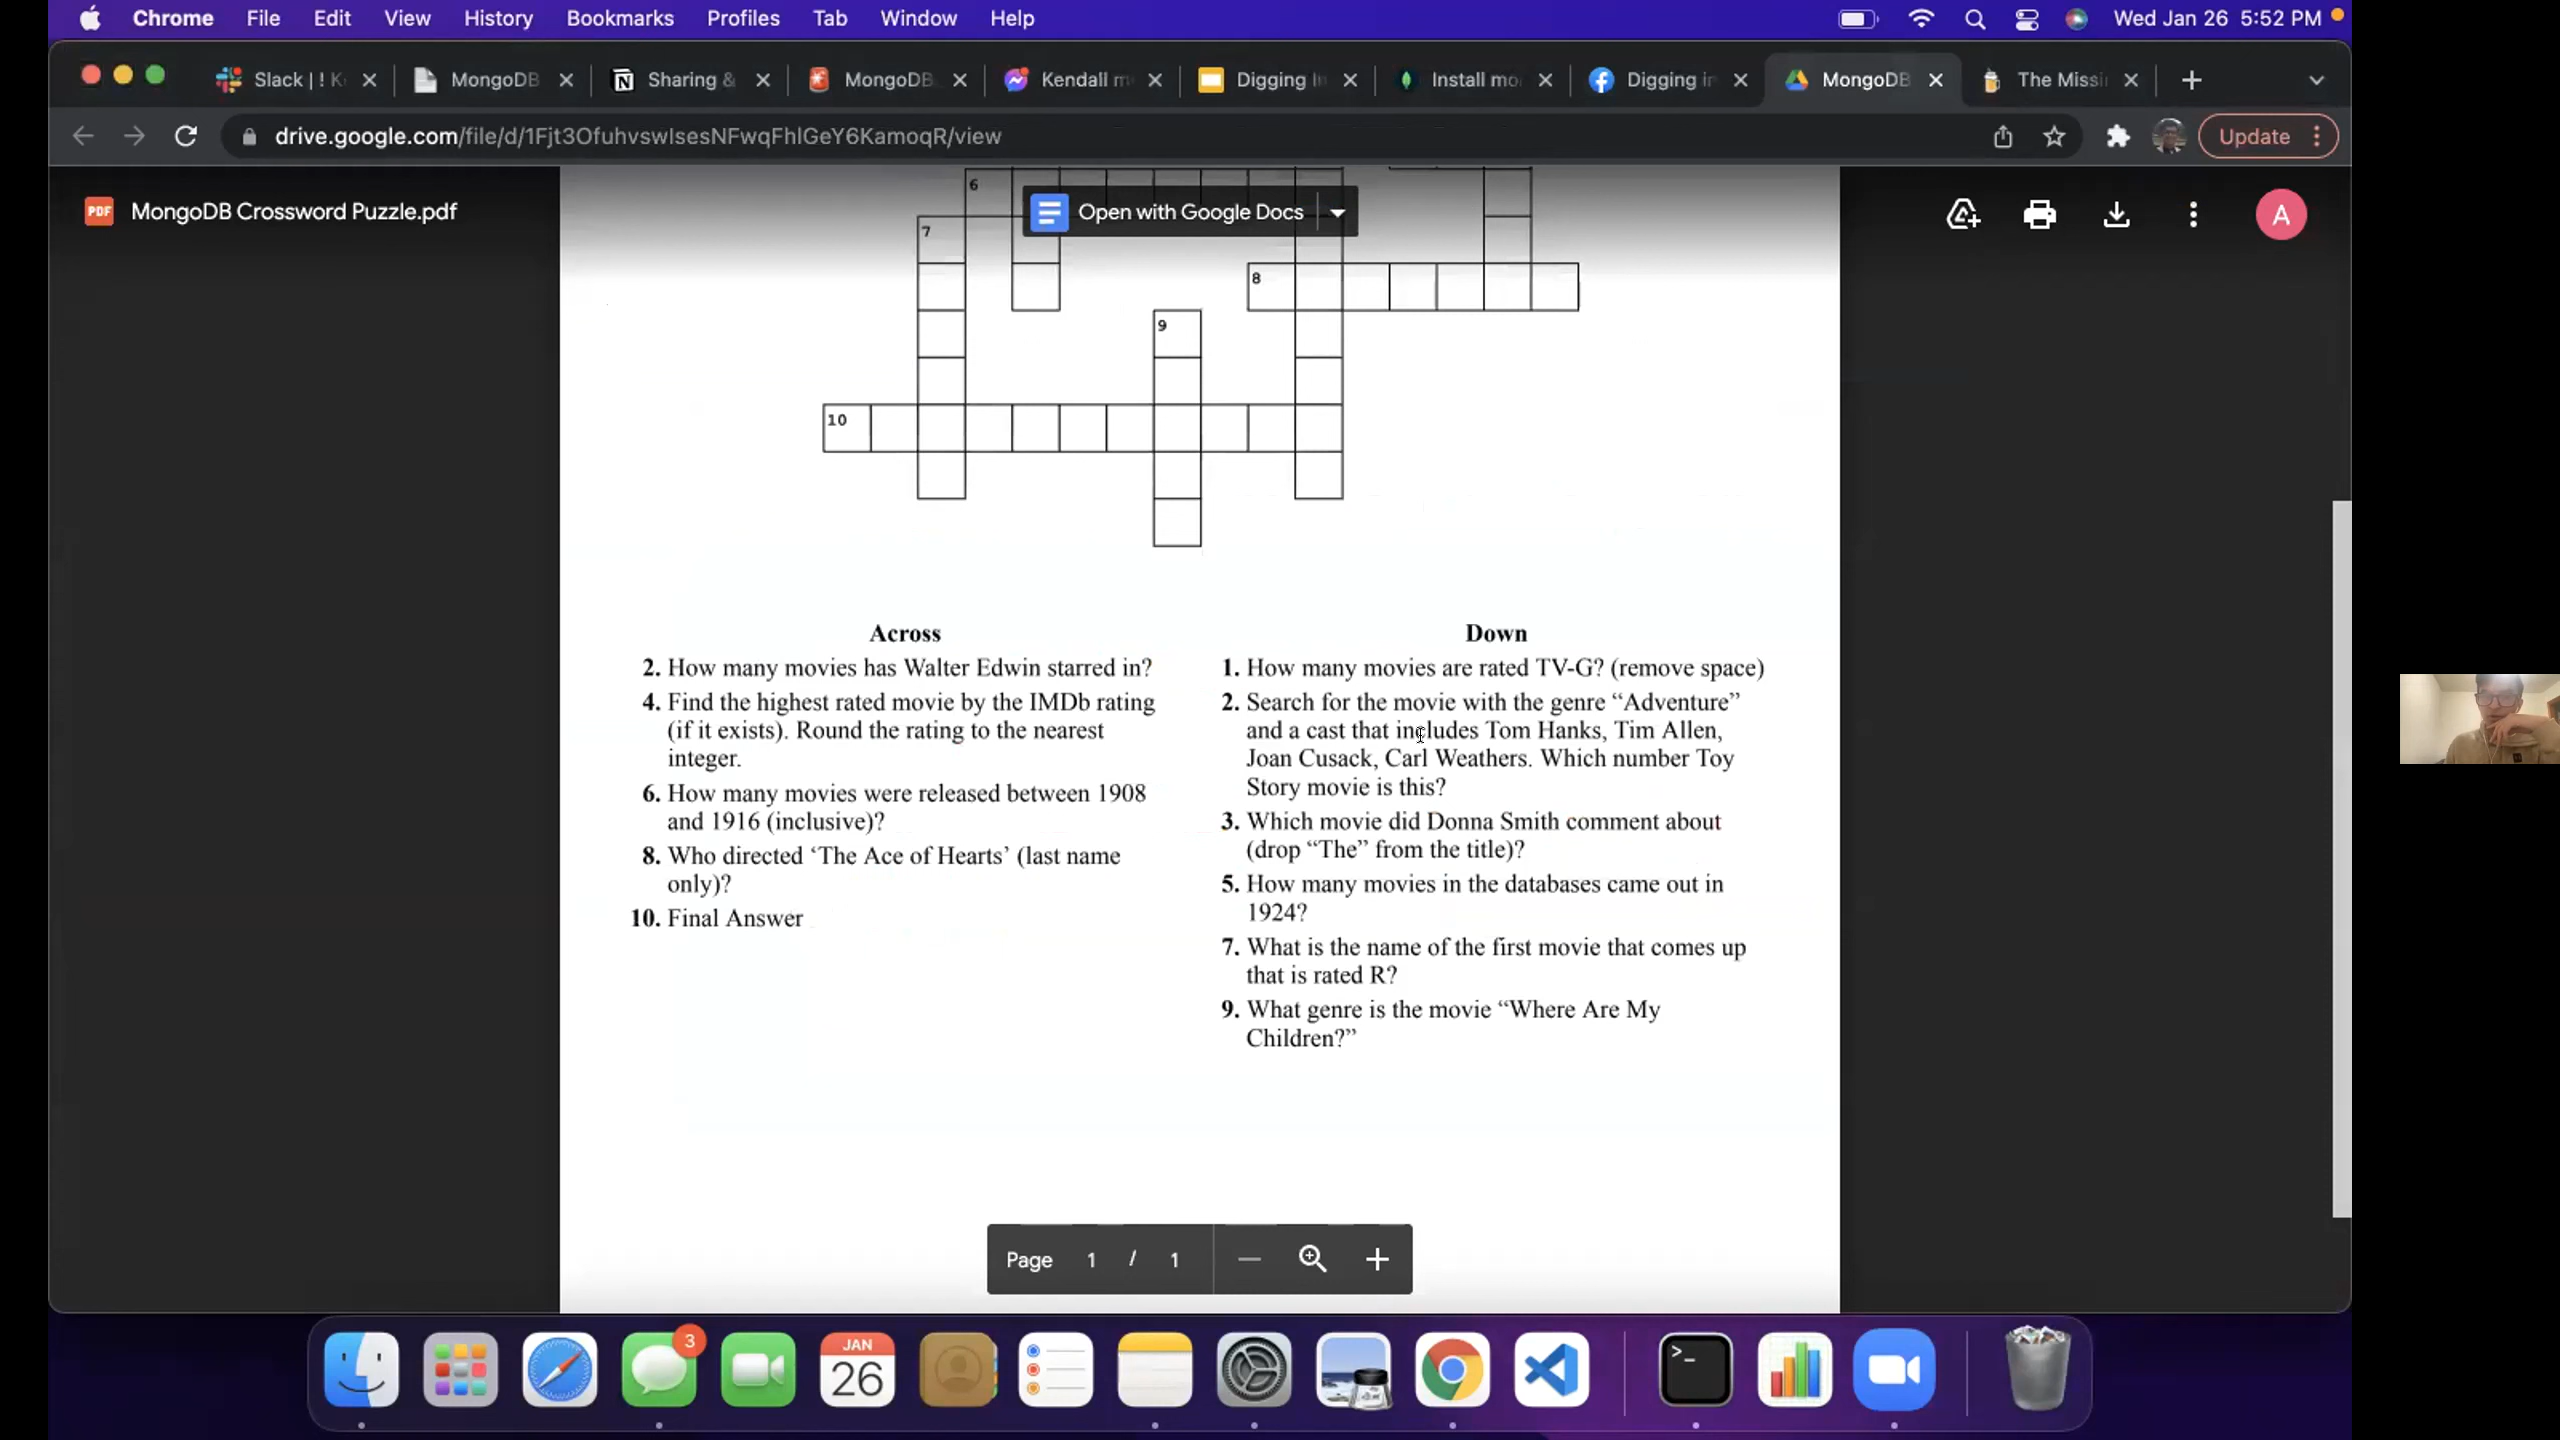 Chrome File Edit View History Bookmarks Profiles Tab Window Help Wed Jan 26 5:52 PM
Slack | ! K MongoDB Sharing & MongoDB Kendall m Digging In Install mo Digging in MongoDB The Missi
drive.google.com/file/d/1Fjt3OfuhvswIsesNFwqFhlGeY6KamoqR/view Update
PDF MongoDB Crossword Puzzle.pdf Open with Google Docs A
6
7
8
9
10
Across
2. How many movies has Walter Edwin starred in?
4. Find the highest rated movie by the IMDb rating
(if it exists). Round the rating to the nearest
integer.
6. How many movies were released between 1908
and 1916 (inclusive)?
8. Who directed ‘The Ace of Hearts’ (last name
only)?
10. Final Answer
Down
1. How many movies are rated TV-G? (remove space)
2. Search for the movie with the genre “Adventure”
and a cast that includes Tom Hanks, Tim Allen,
Joan Cusack, Carl Weathers. Which number Toy
Story movie is this?
3. Which movie did Donna Smith comment about
(drop “The” from the title)?
5. How many movies in the databases came out in
1924?
7. What is the name of the first movie that comes up
that is rated R?
9. What genre is the movie “Where Are My
Children?”
Page 1 / 1
3
JAN
26